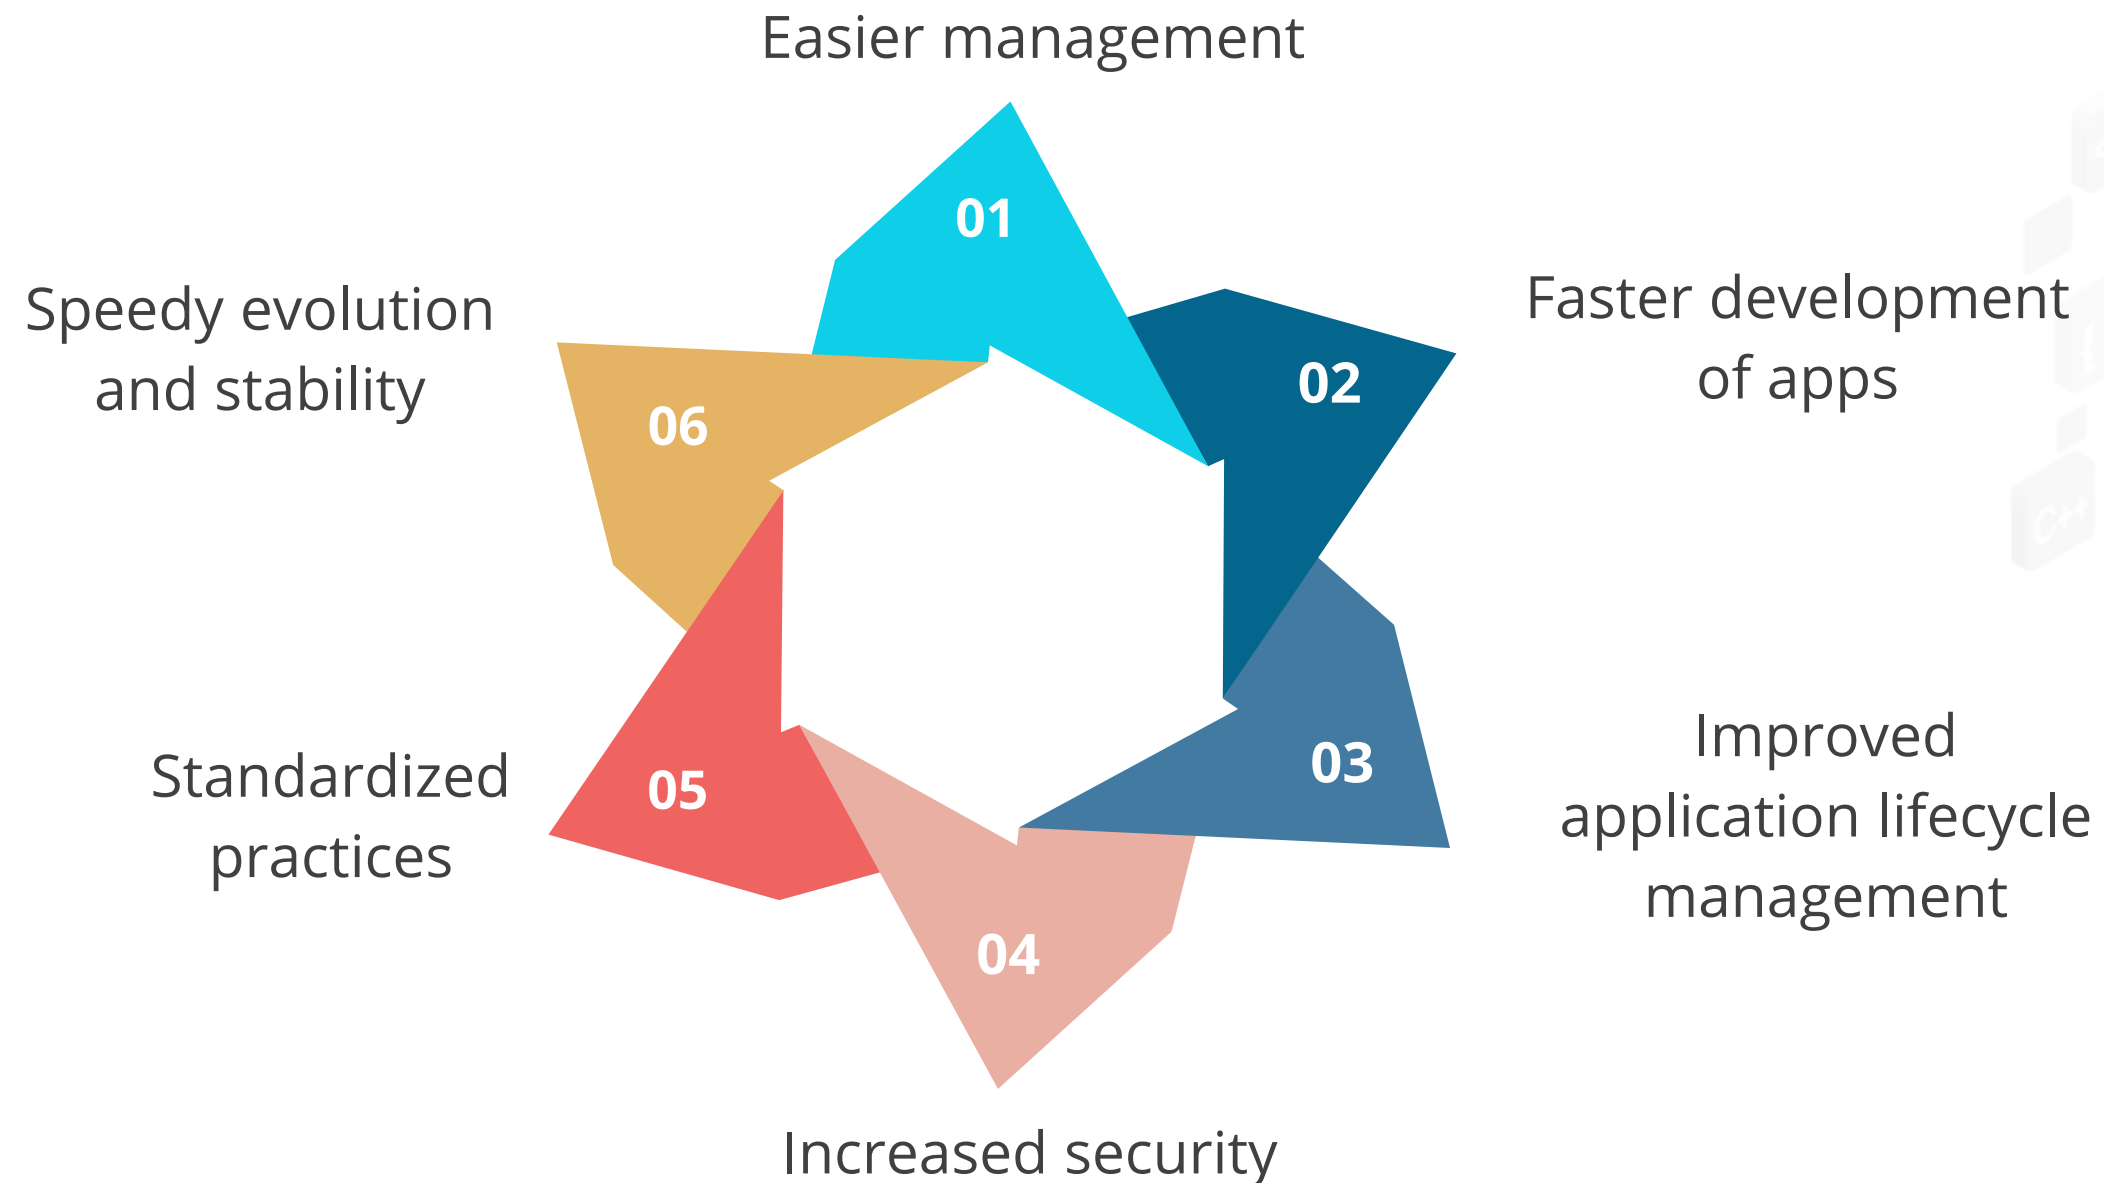 Easier management
01
Faster development
of apps
02
Improved
application lifecycle
management
03
Increased security
04
Standardized
practices
05
Speedy evolution
and stability
06
C++